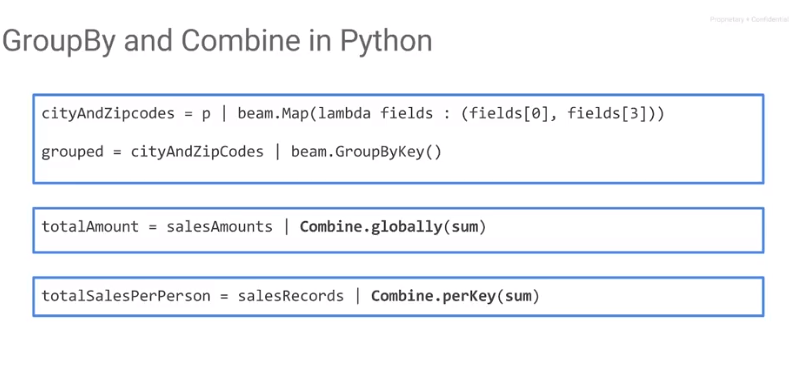 Proprietary + Confidential
GroupBy and Combine in Python
cityAndZipcodes = p | beam.Map(lambda fields : (fields[0], fields[3]))
grouped = cityAndZipCodes | beam.GroupByKey()
totalAmount = salesAmounts | Combine.globally(sum)
totalSalesPerPerson = salesRecords | Combine.perKey(sum)